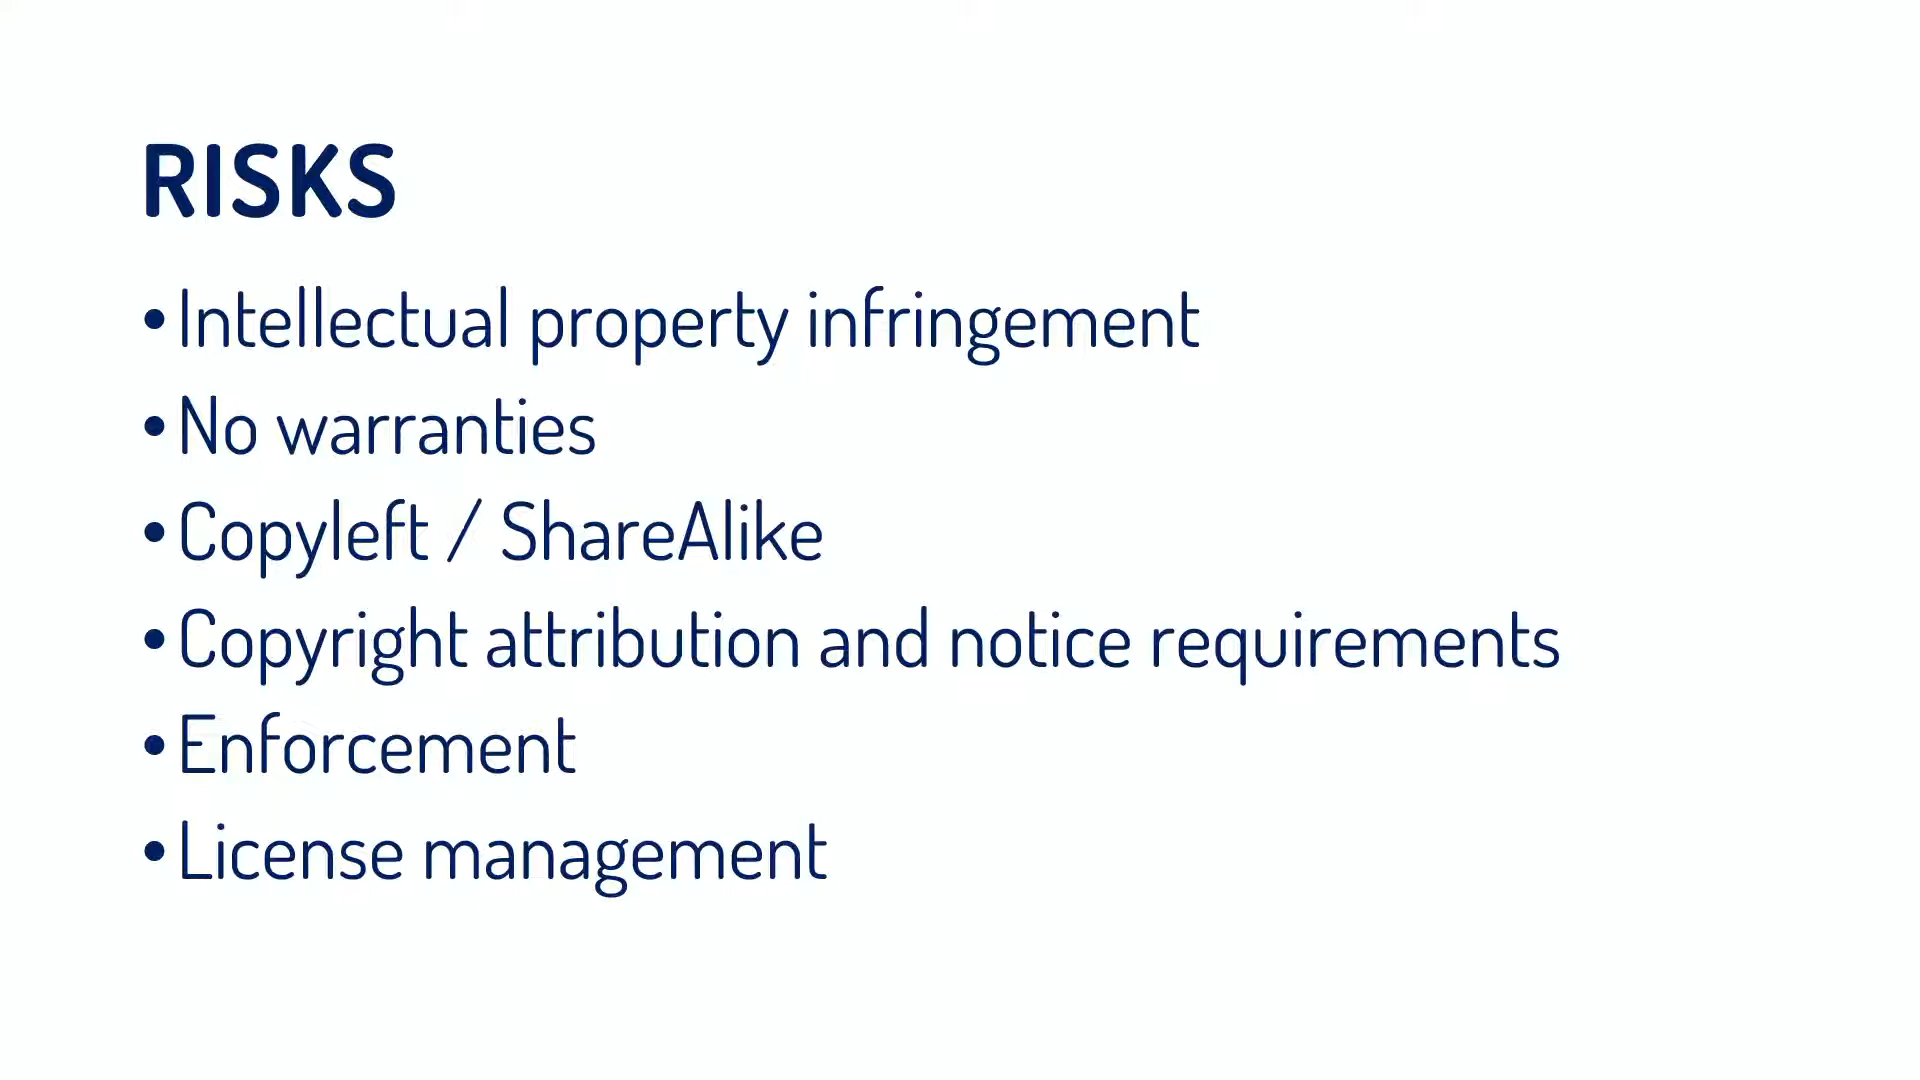 RISKS
•Intellectual property infringement
•No warranties
•Copyleft / ShareAlike
•Copyright attribution and notice requirements
•Enforcement
•License management